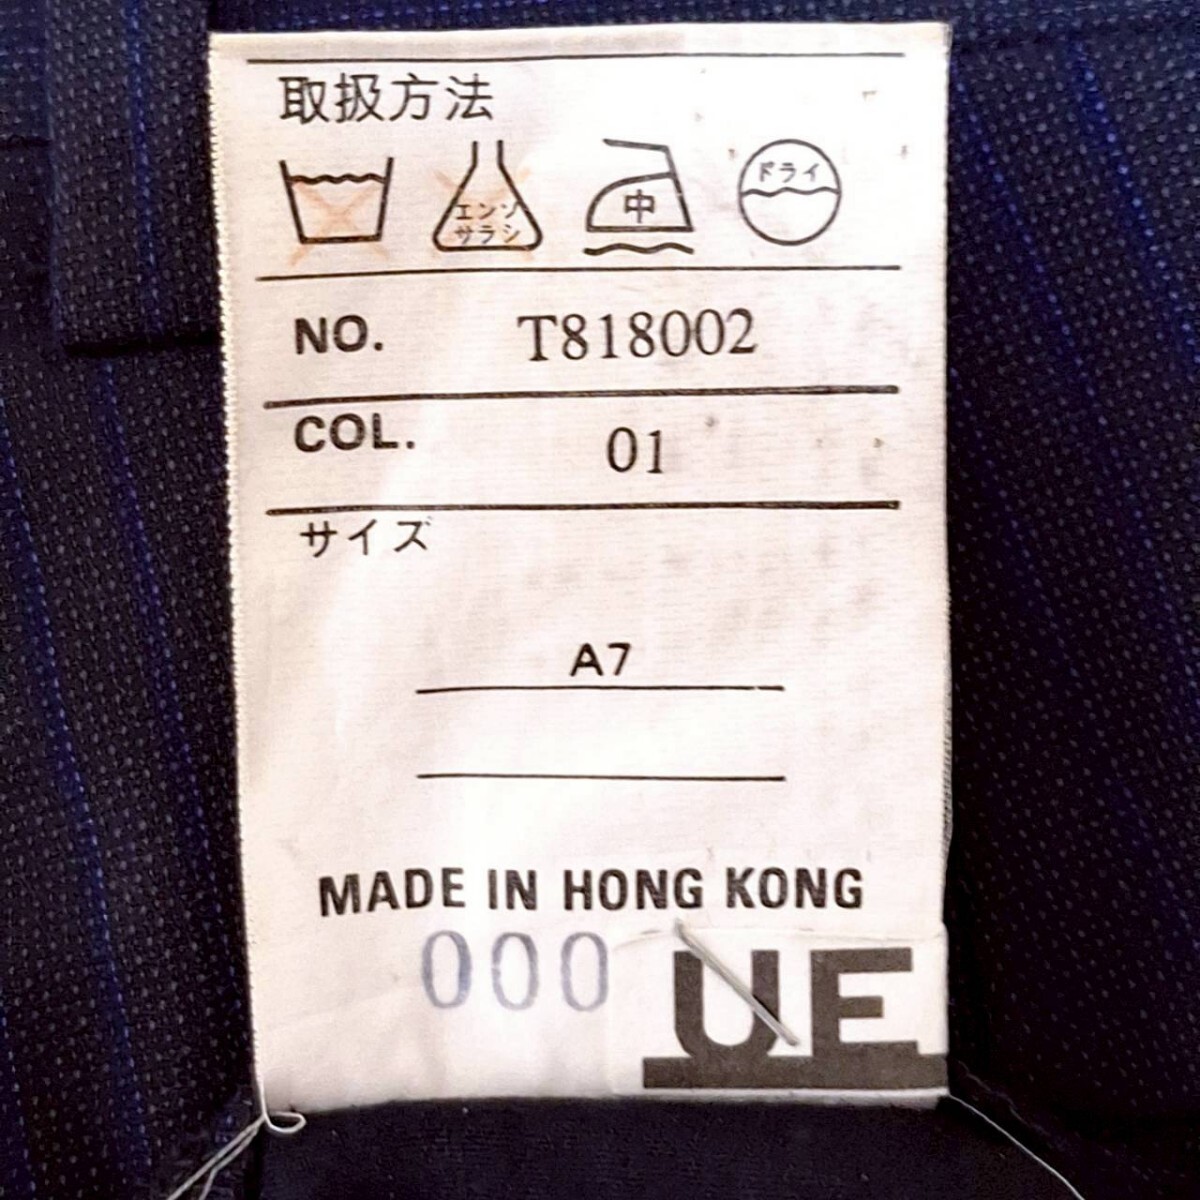 取扱方法
エンソ
サラシ
中
ドライ
NO. T818002
COL. 01
サイズ
A7
MADE IN HONG KONG
000
UE